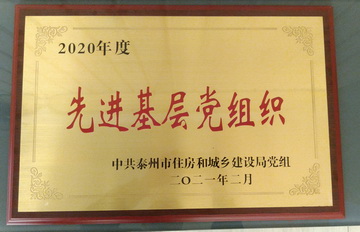 2020年度
先进基层党组织
中共泰州市住房和城乡建设局党组
二〇二一年二月